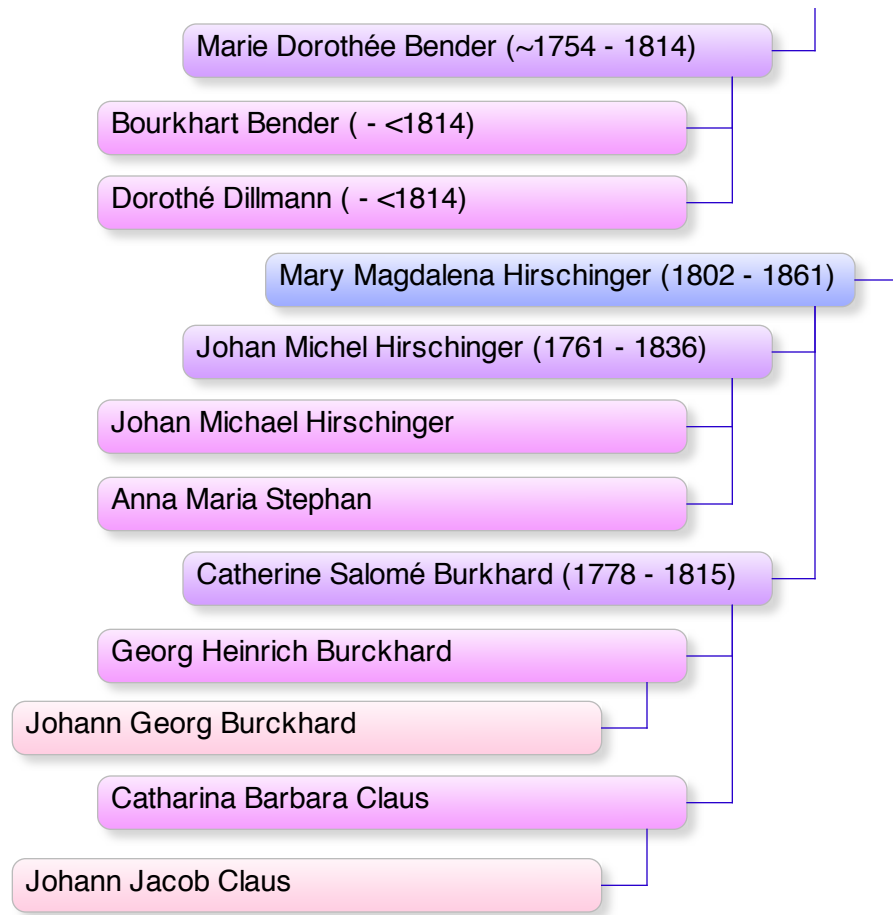 Marie Dorothée Bender (~1754 - 1814)
Bourkhart Bender ( - <1814)
Dorothé Dillmann ( - <1814)
Mary Magdalena Hirschinger (1802 - 1861)
Johan Michel Hirschinger (1761 - 1836)
Johan Michael Hirschinger
Anna Maria Stephan
Catherine Salomé Burkhard (1778 - 1815)
Georg Heinrich Burckhard
Johann Georg Burckhard
Catharina Barbara Claus
Johann Jacob Claus